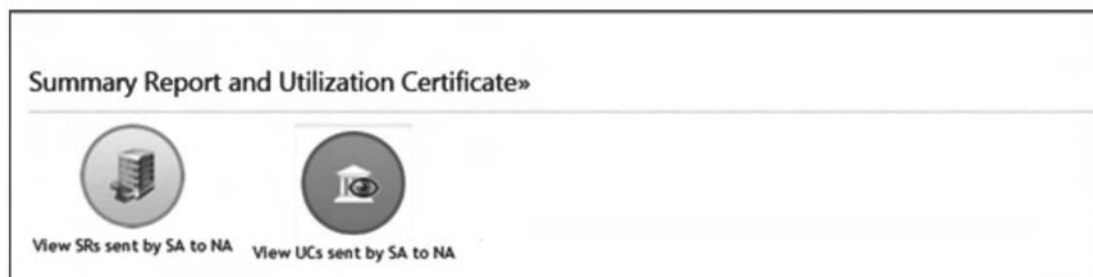 Summary Report and Utilization Certificate»
View SRs sent by SA to NA
View UCs sent by SA to NA